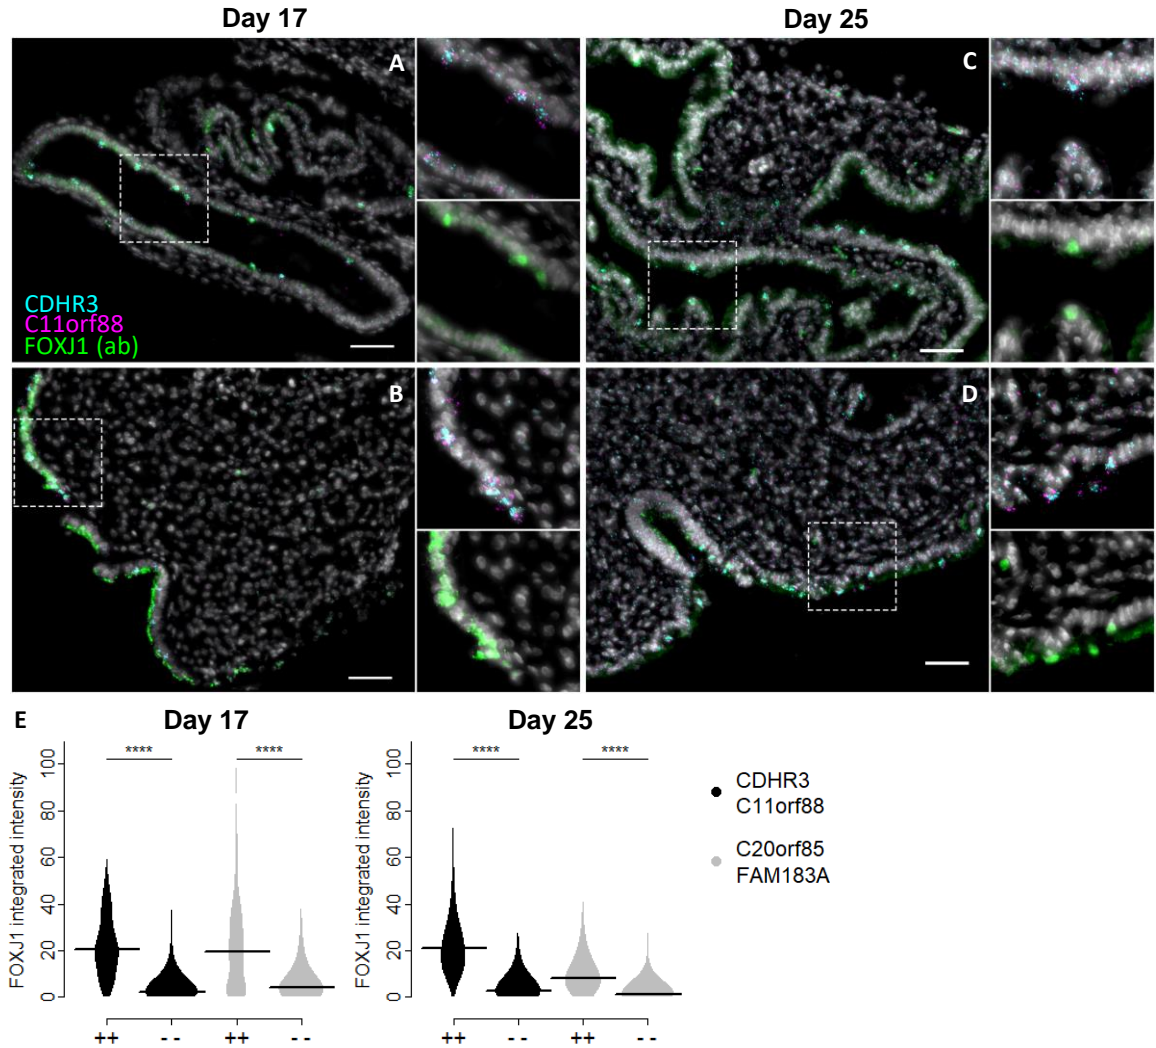 Day 17
Day 25
A
C
CDHR3
C11orf88
FOXJ1 (ab)
B
D
E
Day 17
Day 25
FOXJ1 integrated intensity
0
20
40
60
80
100
****
****
++
--
++
--
FOXJ1 integrated intensity
0
20
40
60
80
100
****
****
++
--
++
--
CDHR3
C11orf88
C20orf85
FAM183A